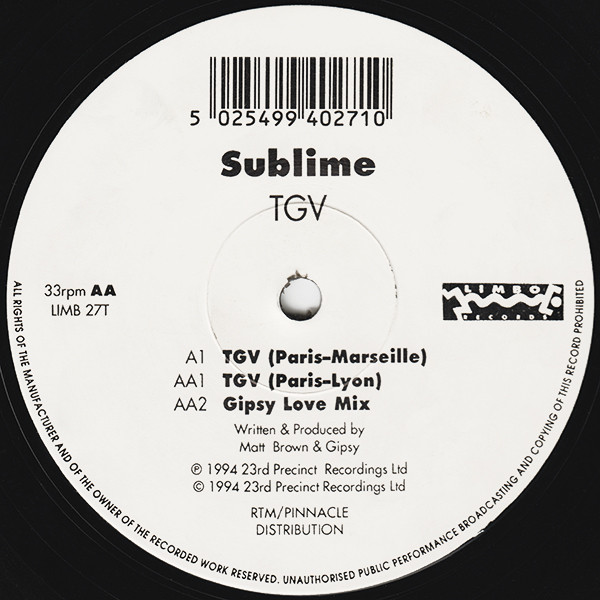 5 025499 402710
Sublime
TGV
33rpm AA
LIMB 27T
LIMBO
RECORDS
A1 TGV (Paris–Marseille)
AA1 TGV (Paris–Lyon)
AA2 Gipsy Love Mix
Written & Produced by
Matt Brown & Gipsy
℗ 1994 23rd Precinct Recordings Ltd
© 1994 23rd Precinct Recordings Ltd
RTM/PINNACLE
DISTRIBUTION
ALL RIGHTS OF THE MANUFACTURER AND OF THE OWNER OF THE RECORDED WORK RESERVED. UNAUTHORISED PUBLIC PERFORMANCE BROADCASTING AND COPYING OF THIS RECORD PROHIBITED